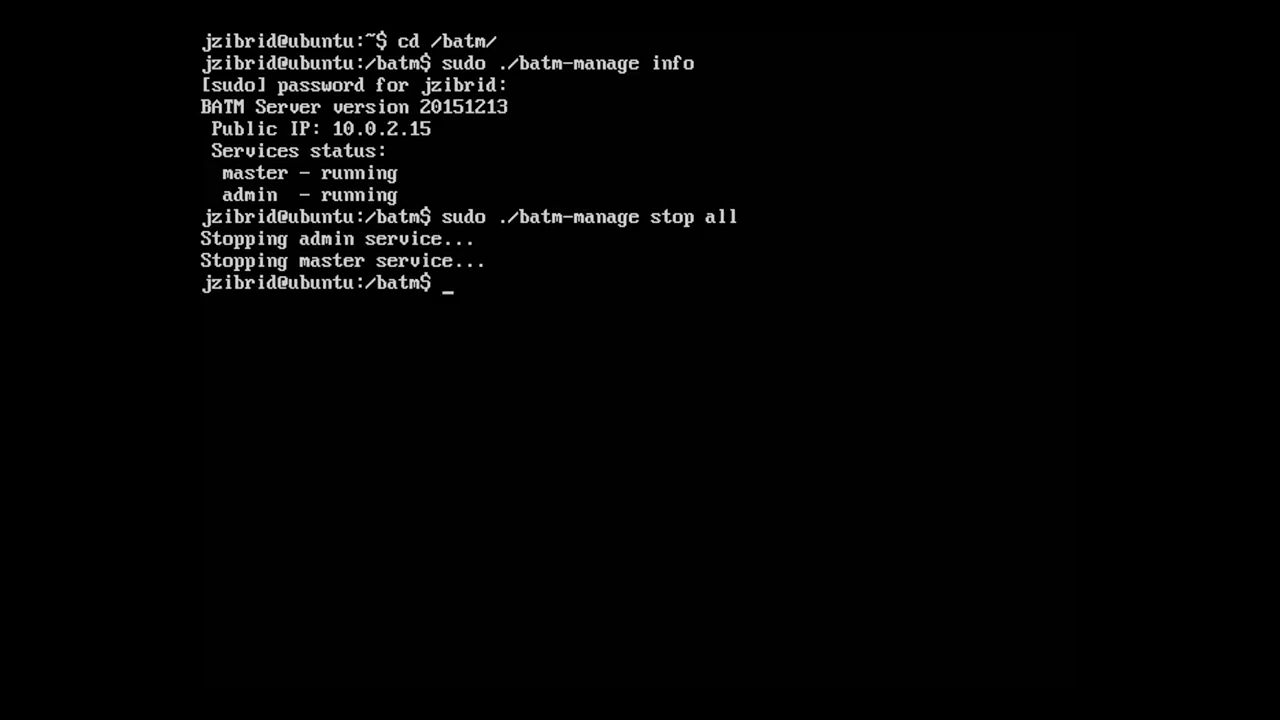 jzibrid@ubuntu:~$ cd /batm/
jzibrid@ubuntu:/batm$ sudo ./batm-manage info
[sudo] password for jzibrid:
BATM Server version 20151213
 Public IP: 10.0.2.15
 Services status:
  master - running
  admin  - running
jzibrid@ubuntu:/batm$ sudo ./batm-manage stop all
Stopping admin service...
Stopping master service...
jzibrid@ubuntu:/batm$ _